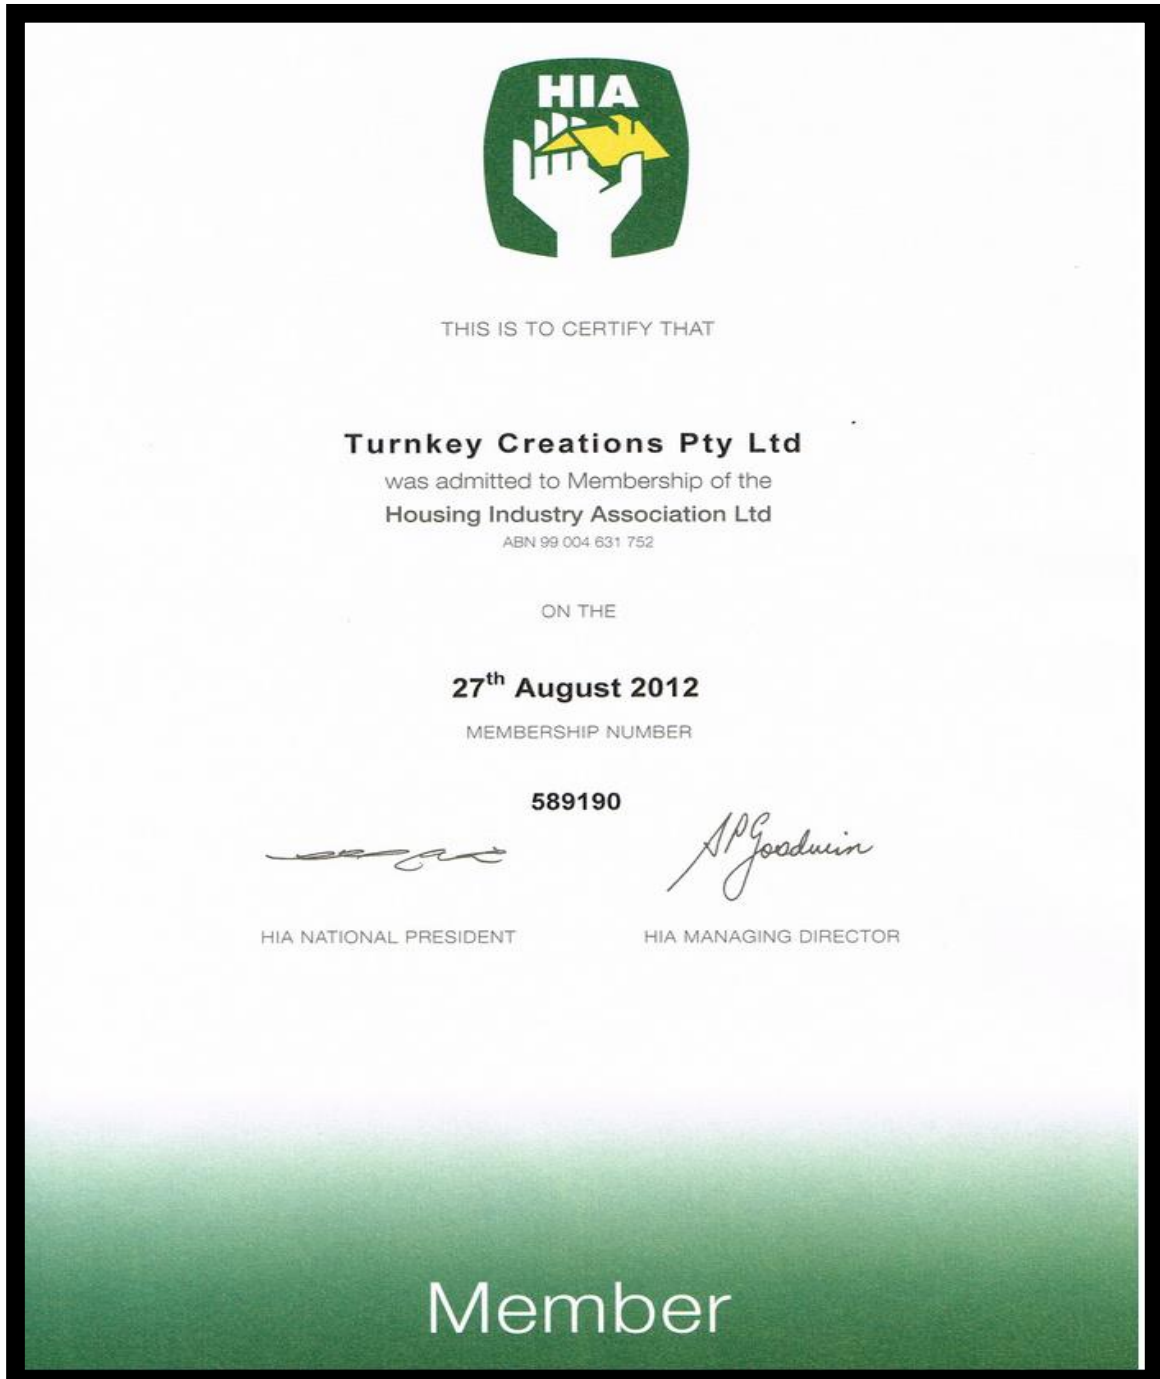 HIA
THIS IS TO CERTIFY THAT
Turnkey Creations Pty Ltd
was admitted to Membership of the
Housing Industry Association Ltd
ABN 99 004 631 752
ON THE
27th August 2012
MEMBERSHIP NUMBER
589190
SPGoodwin
HIA NATIONAL PRESIDENT HIA MANAGING DIRECTOR
Member